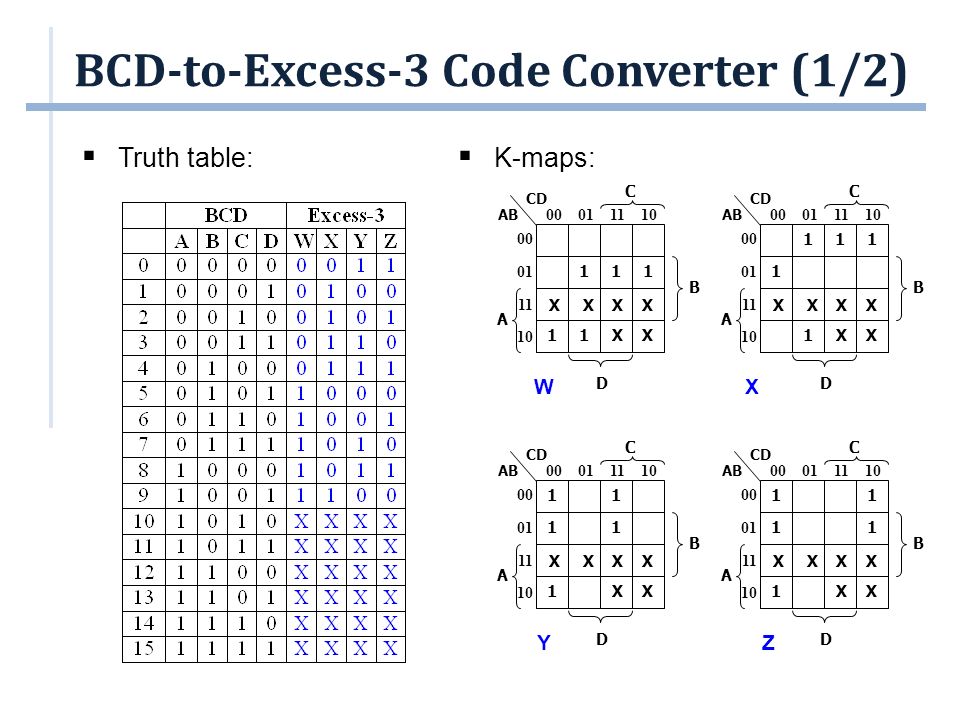 BCD-to-Excess-3 Code Converter (1/2)
▪ Truth table:
BCD Excess-3
A B C D W X Y Z
0 0 0 0 0 0 0 1 1
1 0 0 0 1 0 1 0 0
2 0 0 1 0 0 1 0 1
3 0 0 1 1 0 1 1 0
4 0 1 0 0 0 1 1 1
5 0 1 0 1 1 0 0 0
6 0 1 1 0 1 0 0 1
7 0 1 1 1 1 0 1 0
8 1 0 0 0 1 0 1 1
9 1 0 0 1 1 1 0 0
10 1 0 1 0 X X X X
11 1 0 1 1 X X X X
12 1 1 0 0 X X X X
13 1 1 0 1 X X X X
14 1 1 1 0 X X X X
15 1 1 1 1 X X X X
▪ K-maps:
C
CD
AB 00 01 11 10
00
01 1 1 1
B
11 X X X X
A
10 1 1 X X
D
W
C
CD
AB 00 01 11 10
00 1 1 1
01 1
B
11 X X X X
A
10 1 X X
D
X
C
CD
AB 00 01 11 10
00 1 1
01 1 1
B
11 X X X X
A
10 1 X X
D
Y
C
CD
AB 00 01 11 10
00 1 1
01 1 1
B
11 X X X X
A
10 1 X X
D
Z